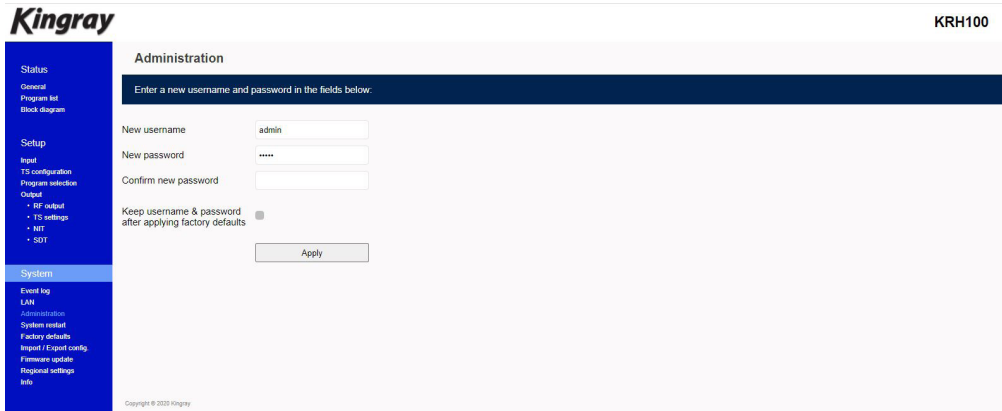 Kingray
KRH100
Status
General
Program list
Block diagram
Setup
Input
TS configuration
Program selection
Output
• RF output
• TS settings
• NIT
• SDT
System
Event log
LAN
Administration
System restart
Factory defaults
Import / Export config.
Firmware update
Regional settings
Info
Administration
Enter a new username and password in the fields below:
New username admin
New password •••••
Confirm new password
Keep username & password
after applying factory defaults
Apply
Copyright © 2020 Kingray